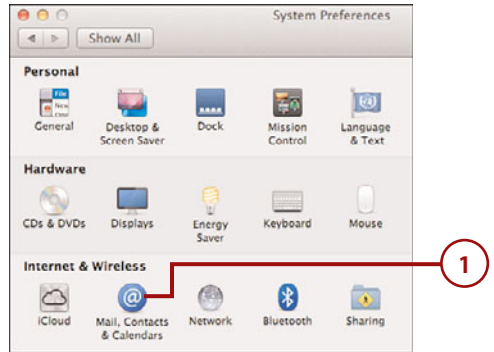 System Preferences
Show All
Personal
General
Desktop &
Screen Saver
Dock
Mission
Control
Language
& Text
Hardware
CDs & DVDs
Displays
Energy
Saver
Keyboard
Mouse
Internet & Wireless
1
iCloud
Mail, Contacts
& Calendars
Network
Bluetooth
Sharing